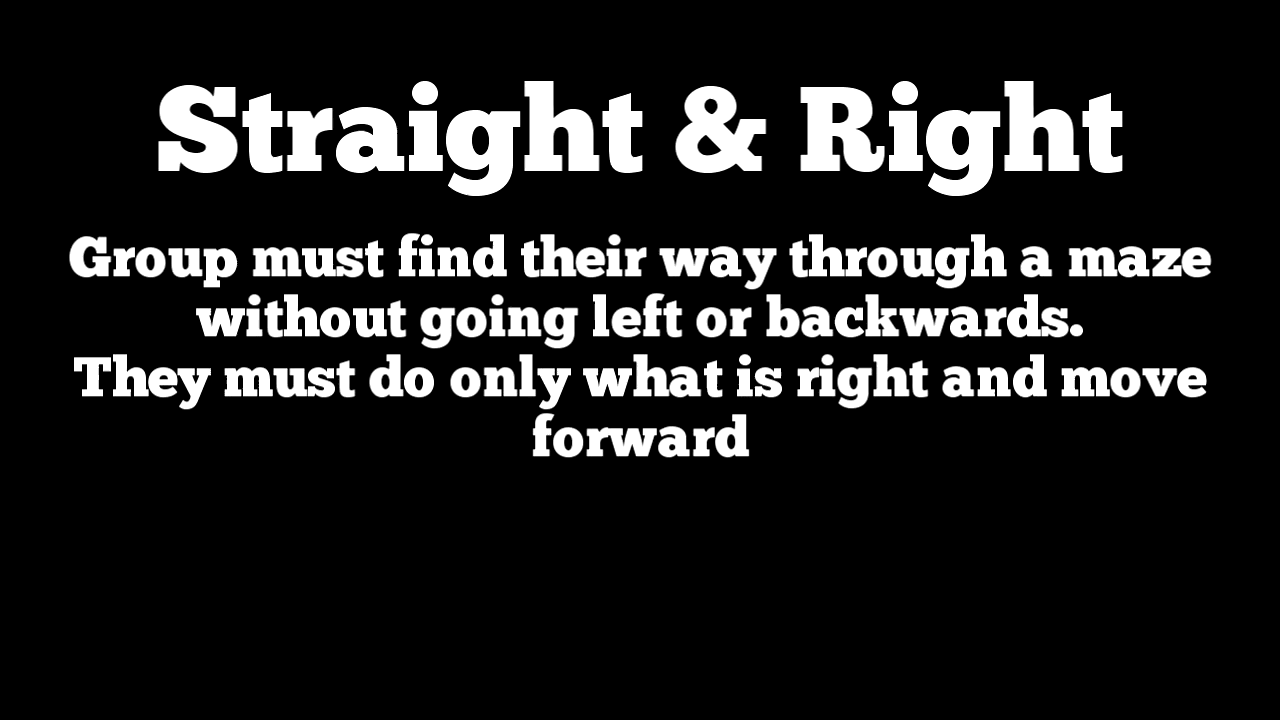 Straight & Right
Group must find their way through a maze
without going left or backwards.
They must do only what is right and move
forward